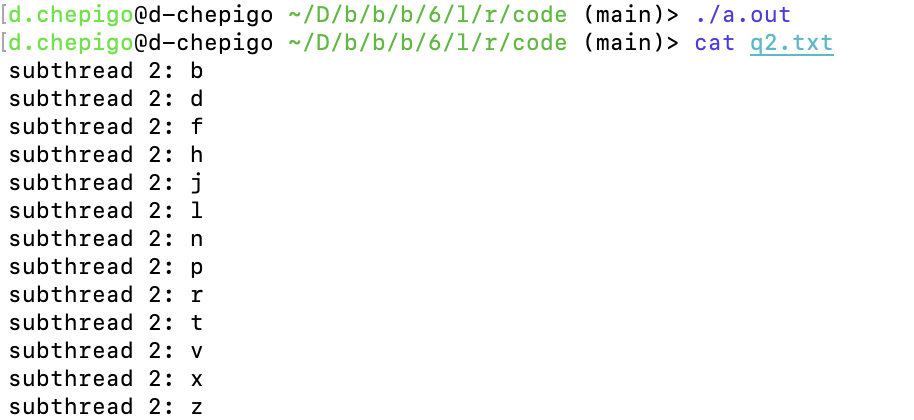 [d.chepigo@d-chepigo ~/D/b/b/b/6/l/r/code (main)> ./a.out
[d.chepigo@d-chepigo ~/D/b/b/b/6/l/r/code (main)> cat q2.txt
subthread 2: b
subthread 2: d
subthread 2: f
subthread 2: h
subthread 2: j
subthread 2: l
subthread 2: n
subthread 2: p
subthread 2: r
subthread 2: t
subthread 2: v
subthread 2: x
subthread 2: z